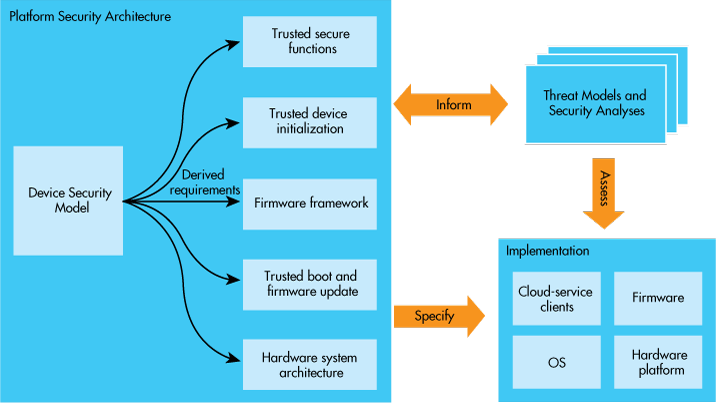 Platform Security Architecture
Trusted secure
functions
Trusted device
initialization
Device Security
Model
Derived
requirements
Firmware framework
Trusted boot and
firmware update
Hardware system
architecture
Inform
Threat Models and
Security Analyses
Assess
Specify
Implementation
Cloud-service
clients
Firmware
OS
Hardware
platform